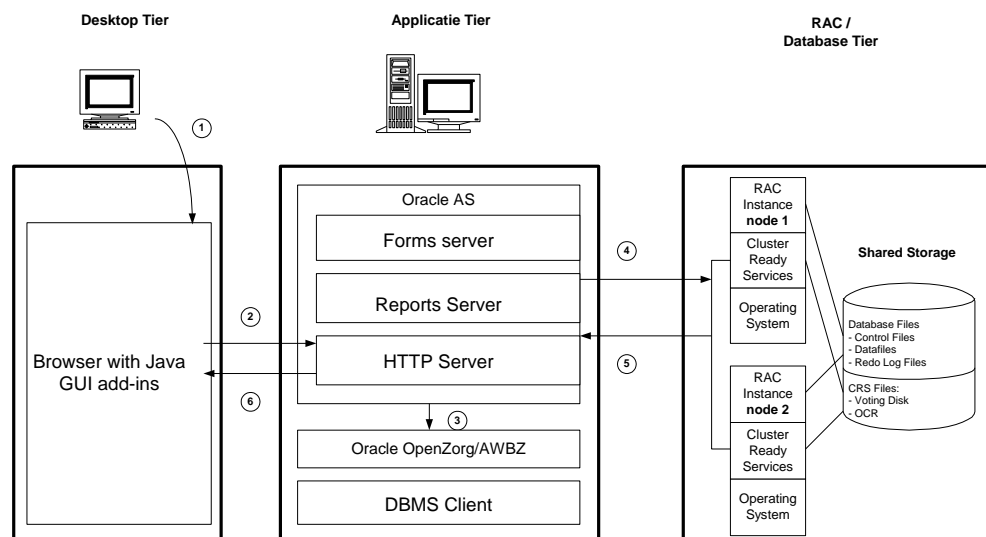 Desktop Tier
Applicatie Tier
RAC /
Database Tier
1
Browser with Java
GUI add-ins
2
6
Oracle AS
Forms server
Reports Server
HTTP Server
3
Oracle OpenZorg/AWBZ
DBMS Client
4
5
RAC
Instance
node 1
Cluster
Ready
Services
Operating
System
RAC
Instance
node 2
Cluster
Ready
Services
Operating
System
Shared Storage
Database Files
- Control Files
- Datafiles
- Redo Log Files
CRS Files:
- Voting Disk
- OCR